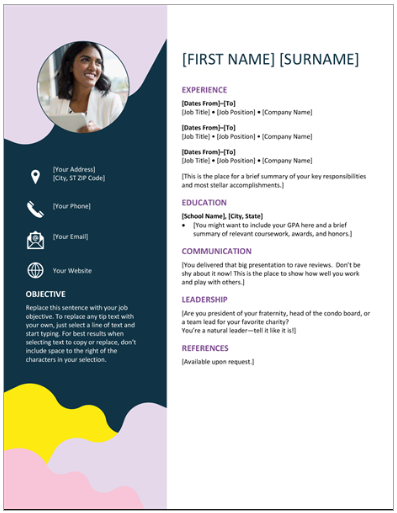 [FIRST NAME] [SURNAME]
EXPERIENCE
[Dates From]–[To]
[Job Title] • [Job Position] • [Company Name]
[Dates From]–[To]
[Job Title] • [Job Position] • [Company Name]
[Dates From]–[To]
[Job Title] • [Job Position] • [Company Name]
[This is the place for a brief summary of your key responsibilities
and most stellar accomplishments.]
EDUCATION
[School Name], [City, State]
• [You might want to include your GPA here and a brief
summary of relevant coursework, awards, and honors.]
COMMUNICATION
[You delivered that big presentation to rave reviews. Don't be
shy about it now! This is the place to show how well you work
and play with others.]
LEADERSHIP
[Are you president of your fraternity, head of the condo board, or
a team lead for your favorite charity?
You're a natural leader—tell it like it is!]
REFERENCES
[Available upon request.]
[Your Address]
[City, ST ZIP Code]
[Your Phone]
[Your Email]
Your Website
OBJECTIVE
Replace this sentence with your job
objective. To replace any tip text with
your own, just select a line of text and
start typing. For best results when
selecting text to copy or replace, don't
include space to the right of the
characters in your selection.